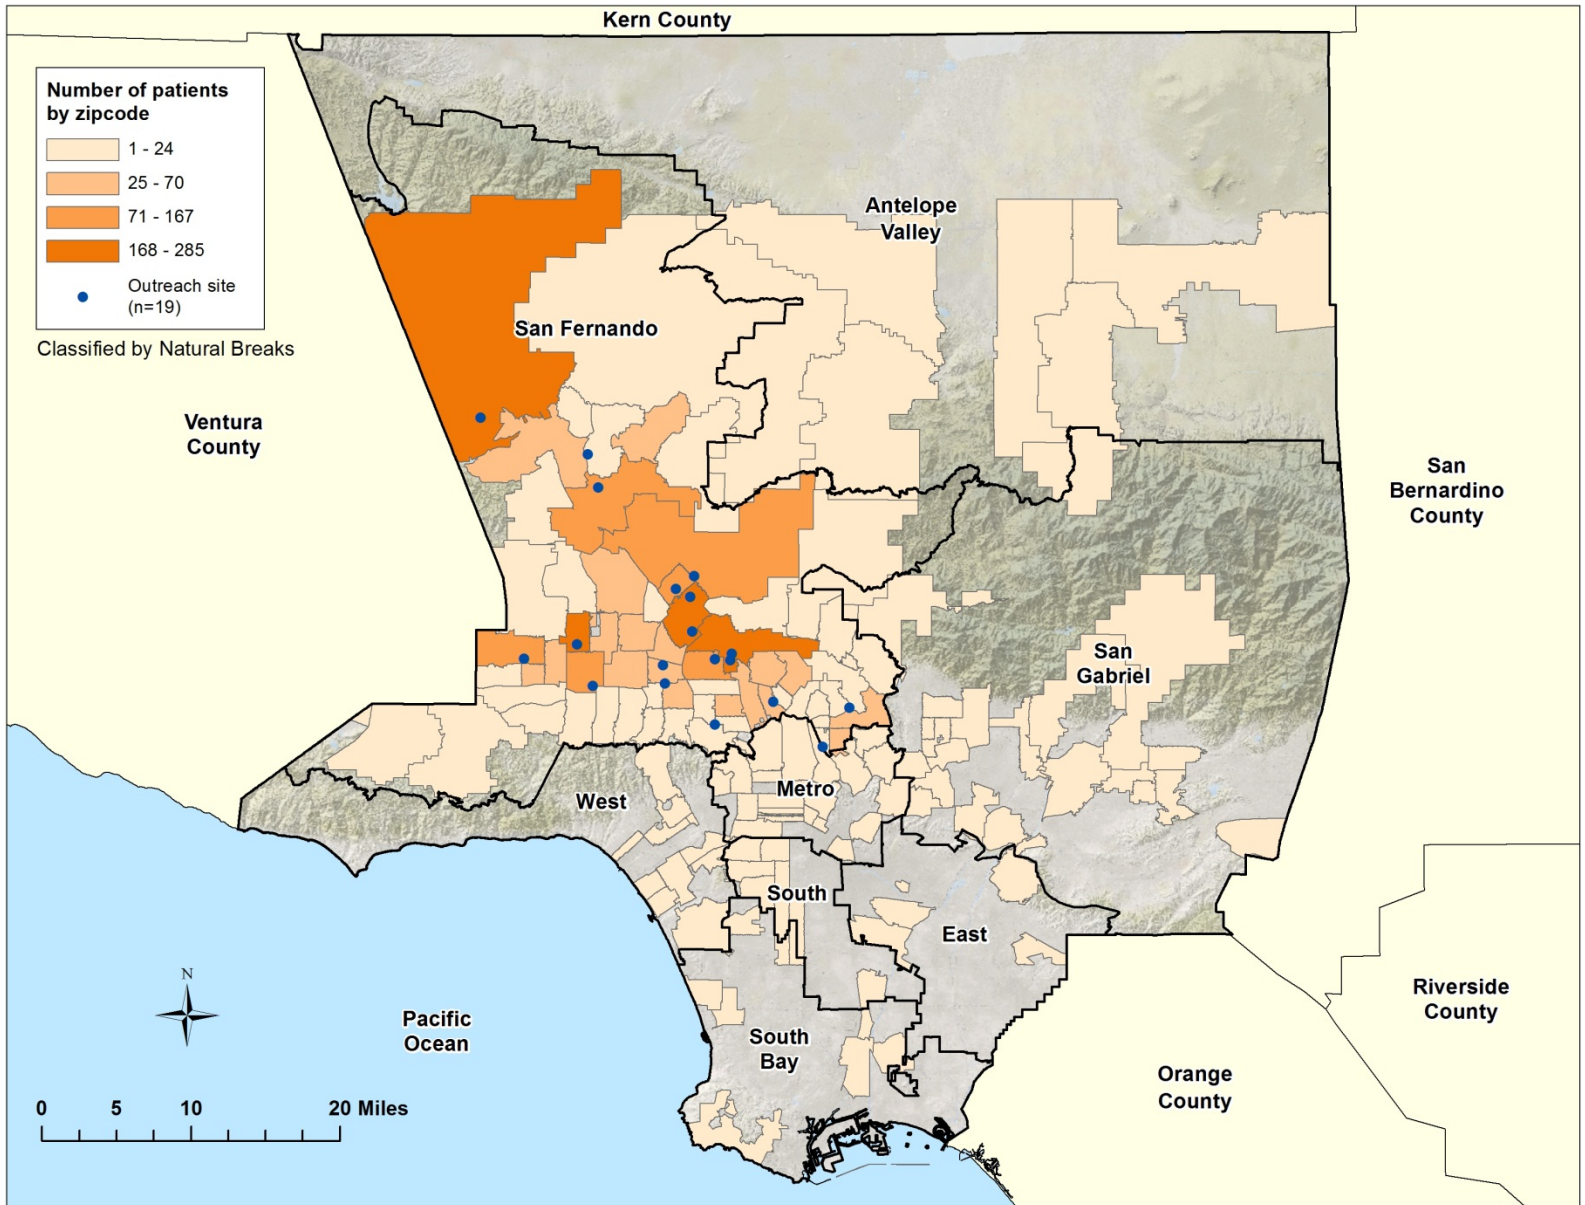 Kern County
Number of patients
by zipcode
1 - 24
25 - 70
71 - 167
168 - 285
Outreach site
(n=19)
Classified by Natural Breaks
Antelope
Valley
San Fernando
Ventura
County
San
Bernardino
County
San
Gabriel
West
Metro
South
East
N
Pacific
Ocean
South
Bay
Riverside
County
Orange
County
0 5 10 20 Miles